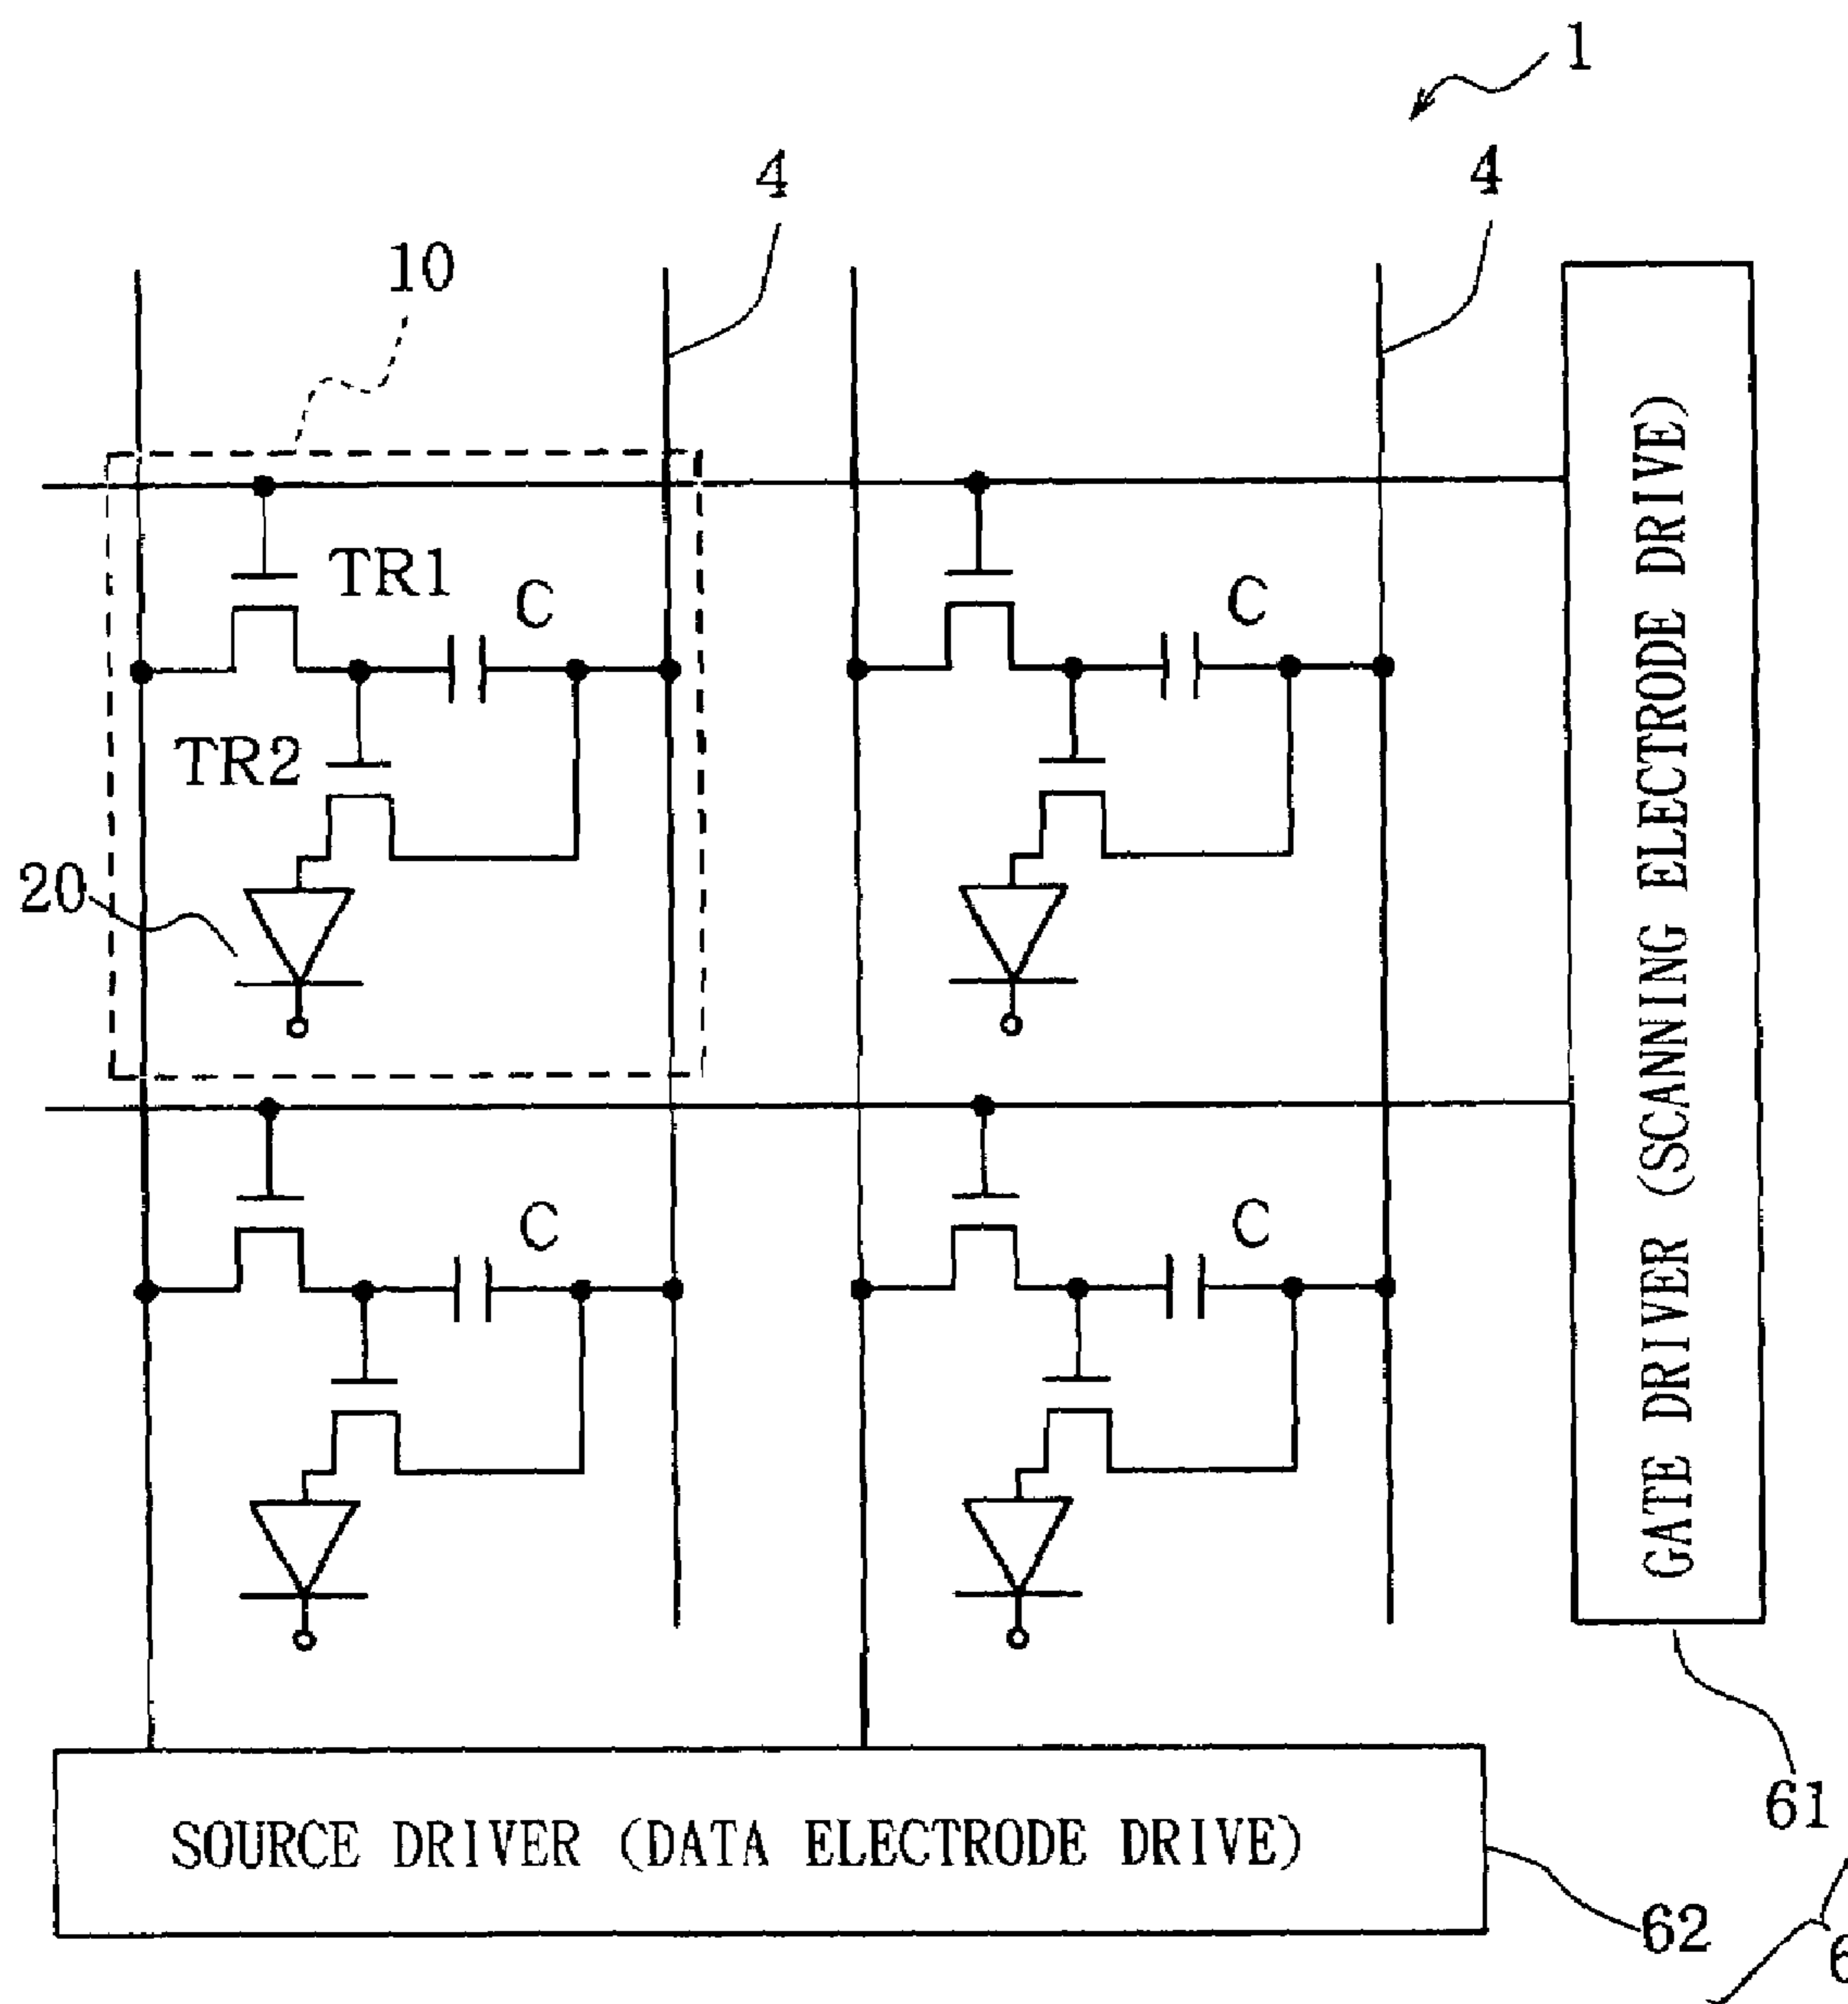 1
4
4
10
TR1
C
C
TR2
20
GATE DRIVER (SCANNING ELECTRODE DRIVE)
C
C
61
SOURCE DRIVER (DATA ELECTRODE DRIVE)
62
6